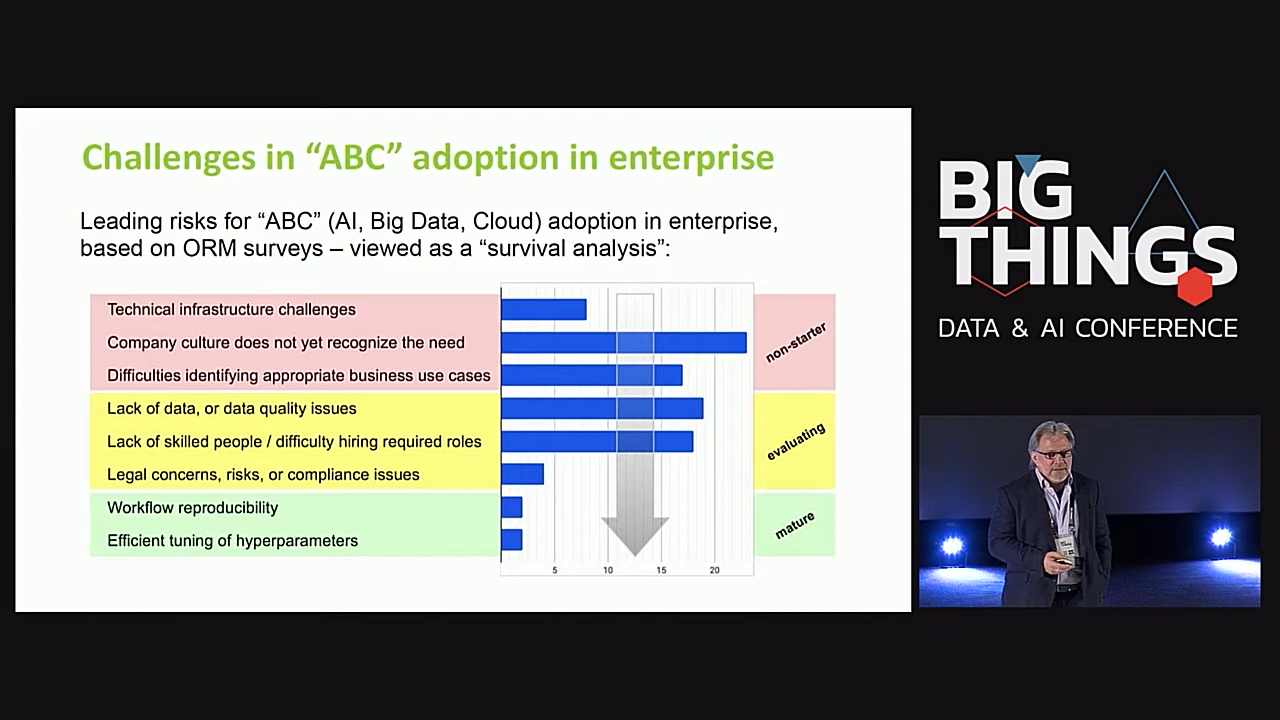 Challenges in “ABC” adoption in enterprise
Leading risks for “ABC” (AI, Big Data, Cloud) adoption in enterprise,
based on ORM surveys – viewed as a “survival analysis”:
Technical infrastructure challenges
Company culture does not yet recognize the need
Difficulties identifying appropriate business use cases
non-starter
Lack of data, or data quality issues
Lack of skilled people / difficulty hiring required roles
Legal concerns, risks, or compliance issues
evaluating
Workflow reproducibility
Efficient tuning of hyperparameters
mature
5 10 15 20
BIG
THINGS
DATA & AI CONFERENCE